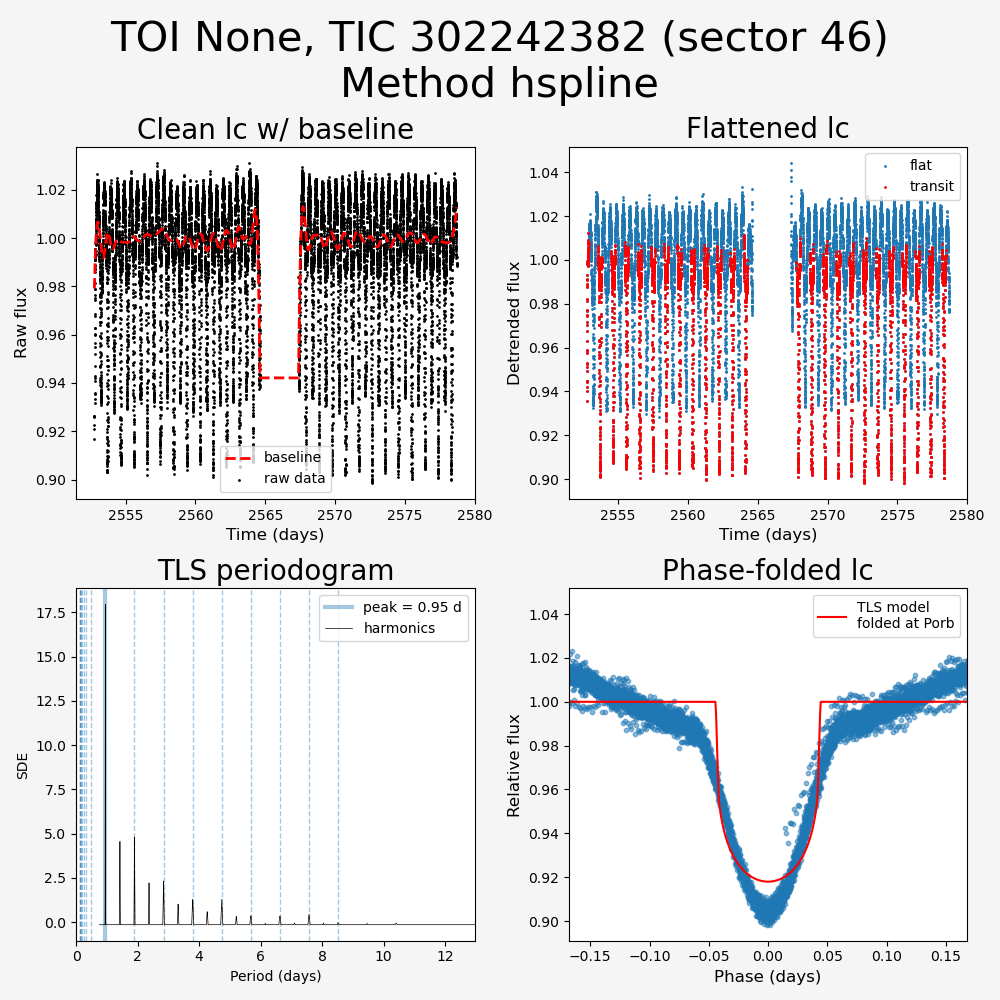 TOI None, TIC 302242382 (sector 46)
Method hspline
Clean lc w/ baseline
Raw flux
1.02
1.00
0.98
0.96
0.94
0.92
0.90
baseline
raw data
2555
2560
2565
2570
2575
2580
Time (days)
Flattened lc
Detrended flux
1.04
1.02
1.00
0.98
0.96
0.94
0.92
0.90
flat
transit
2555
2560
2565
2570
2575
2580
Time (days)
TLS periodogram
SDE
17.5
15.0
12.5
10.0
7.5
5.0
2.5
0.0
peak = 0.95 d
harmonics
0
2
4
6
8
10
12
Period (days)
Phase-folded lc
Relative flux
1.04
1.02
1.00
0.98
0.96
0.94
0.92
0.90
TLS model
folded at Porb
−0.15
−0.10
−0.05
0.00
0.05
0.10
0.15
Phase (days)